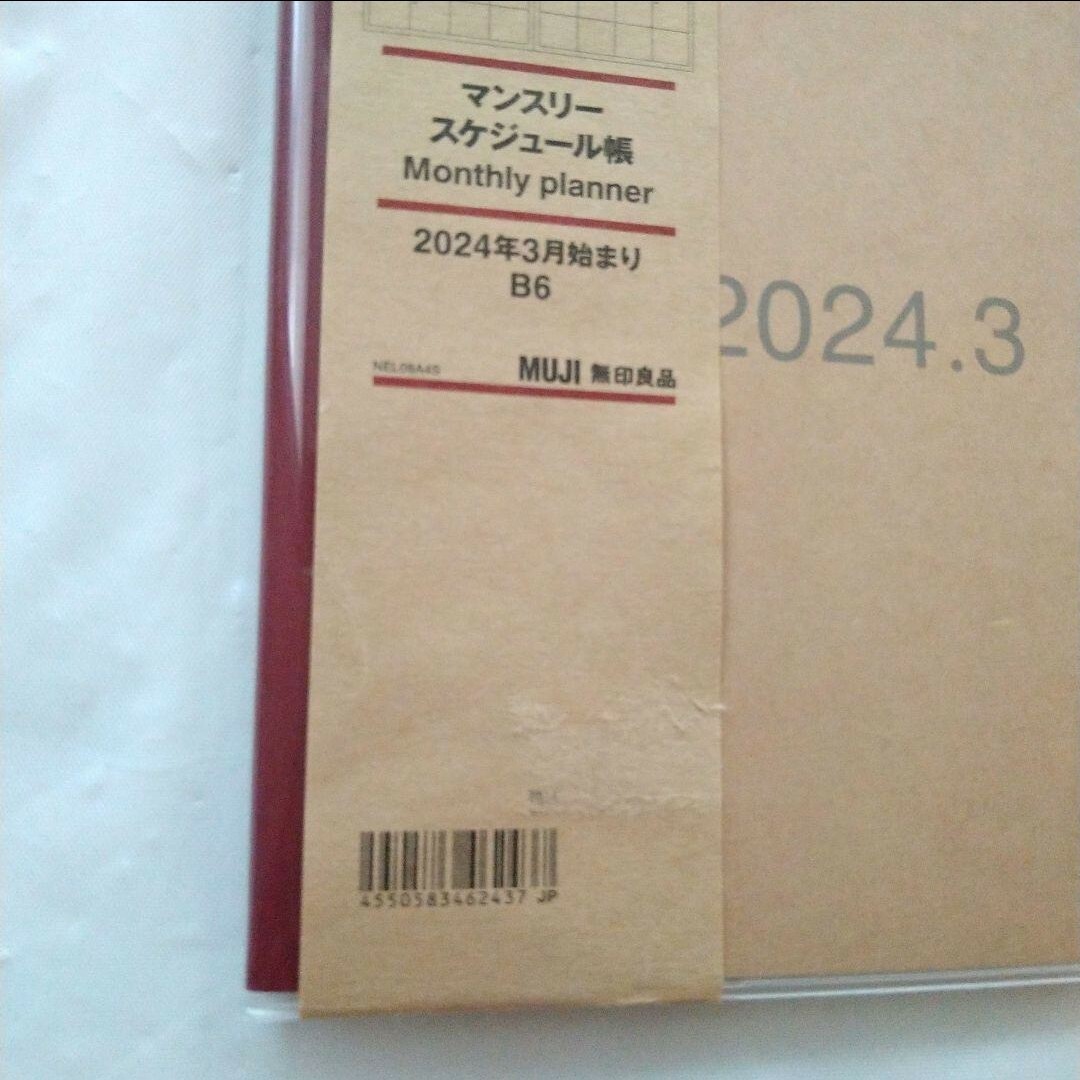 マンスリー
スケジュール帳
Monthly planner
2024年3月始まり
B6
2024.3
MUJI 無印良品
4550583462437 JP